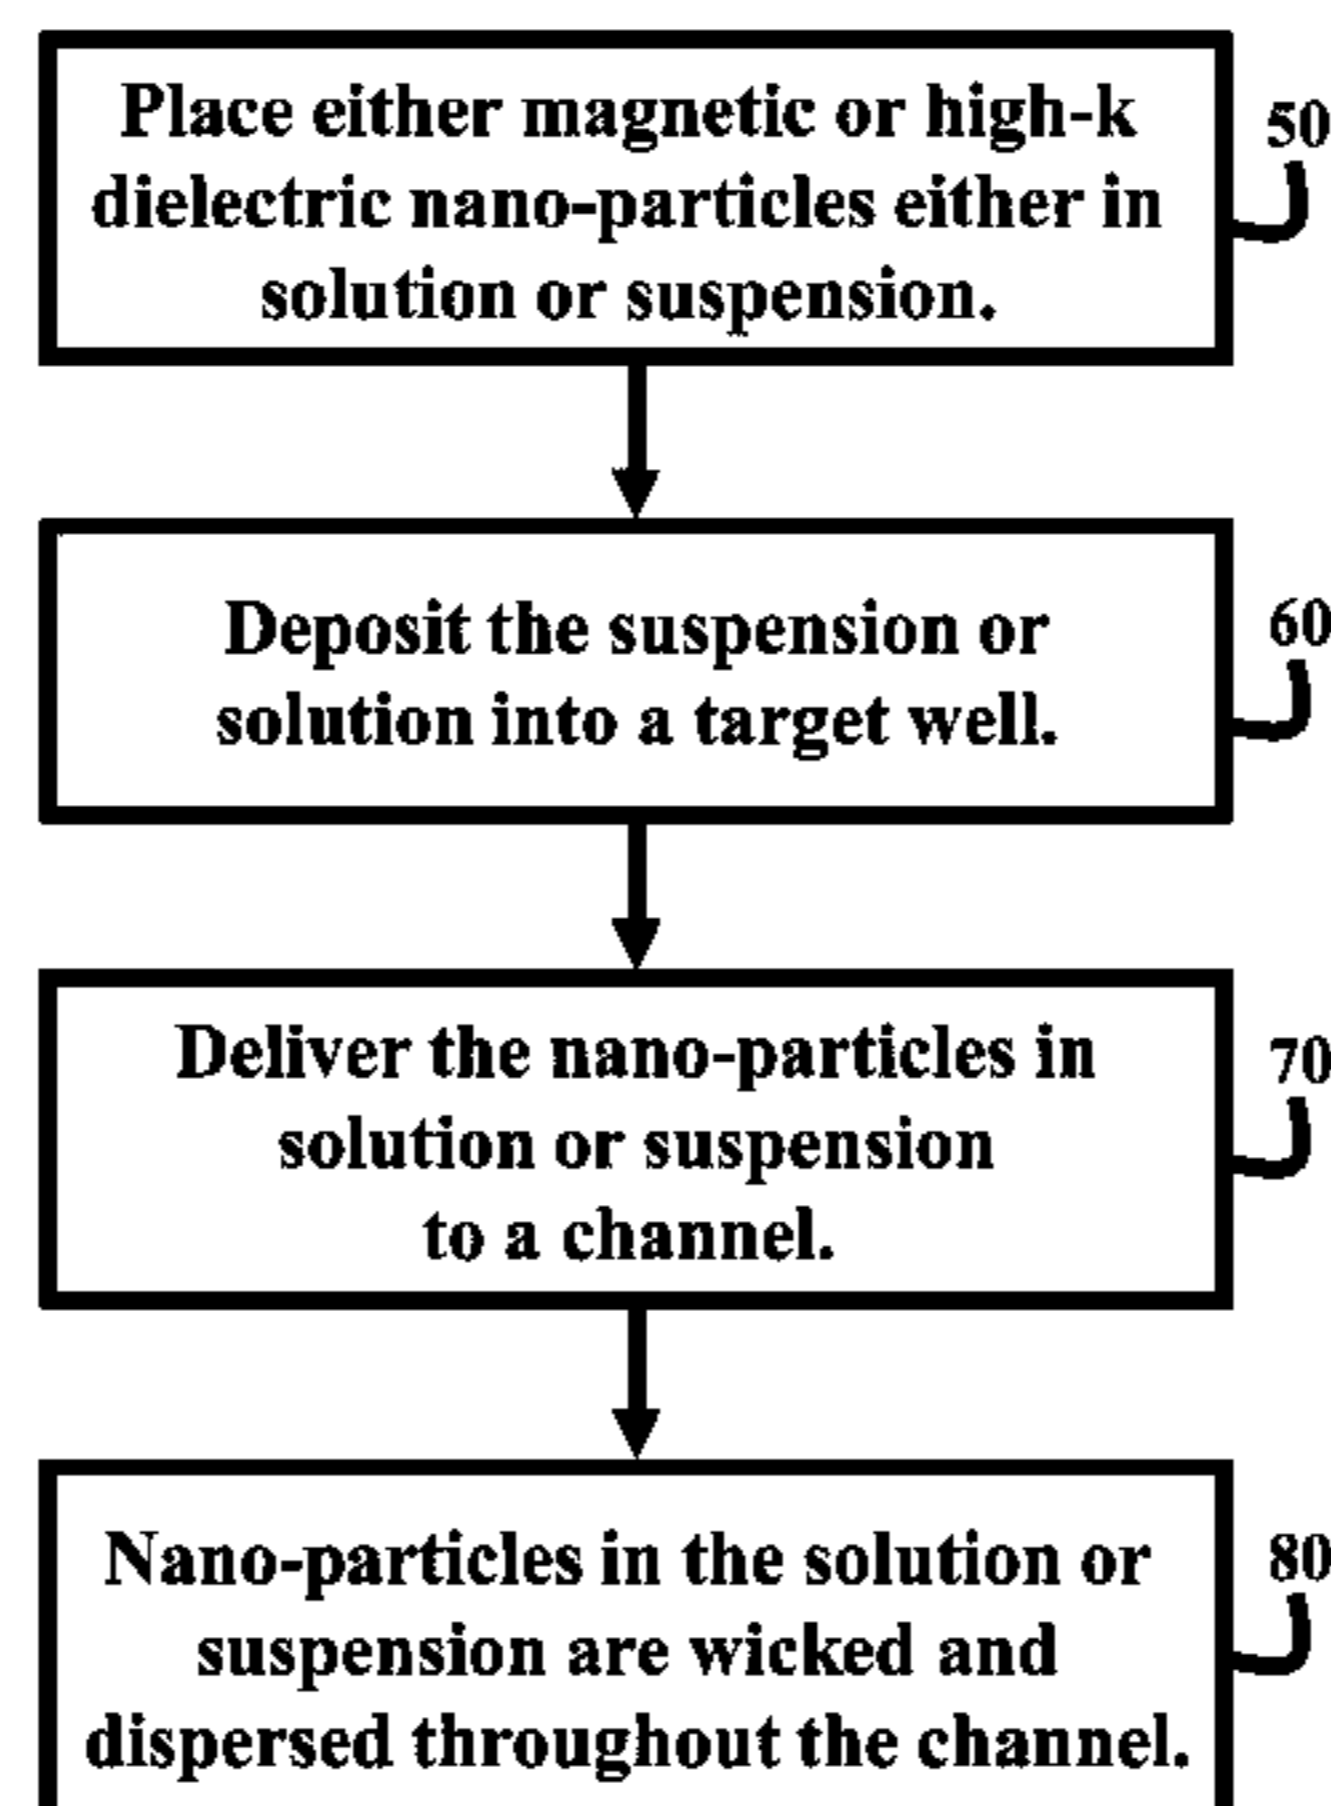 Place either magnetic or high-k
dielectric nano-particles either in
solution or suspension.
50
Deposit the suspension or
solution into a target well.
60
Deliver the nano-particles in
solution or suspension
to a channel.
70
Nano-particles in the solution or
suspension are wicked and
dispersed throughout the channel.
80